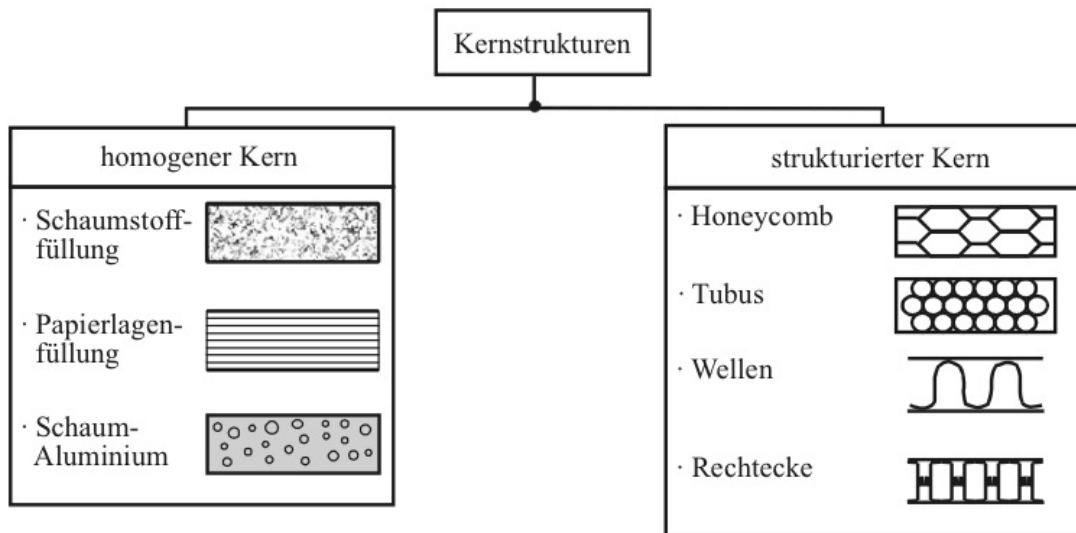 Kernstrukturen
homogener Kern
· Schaumstoff-
füllung
· Papierlagen-
füllung
· Schaum-
Aluminium
strukturierter Kern
· Honeycomb
· Tubus
· Wellen
· Rechtecke